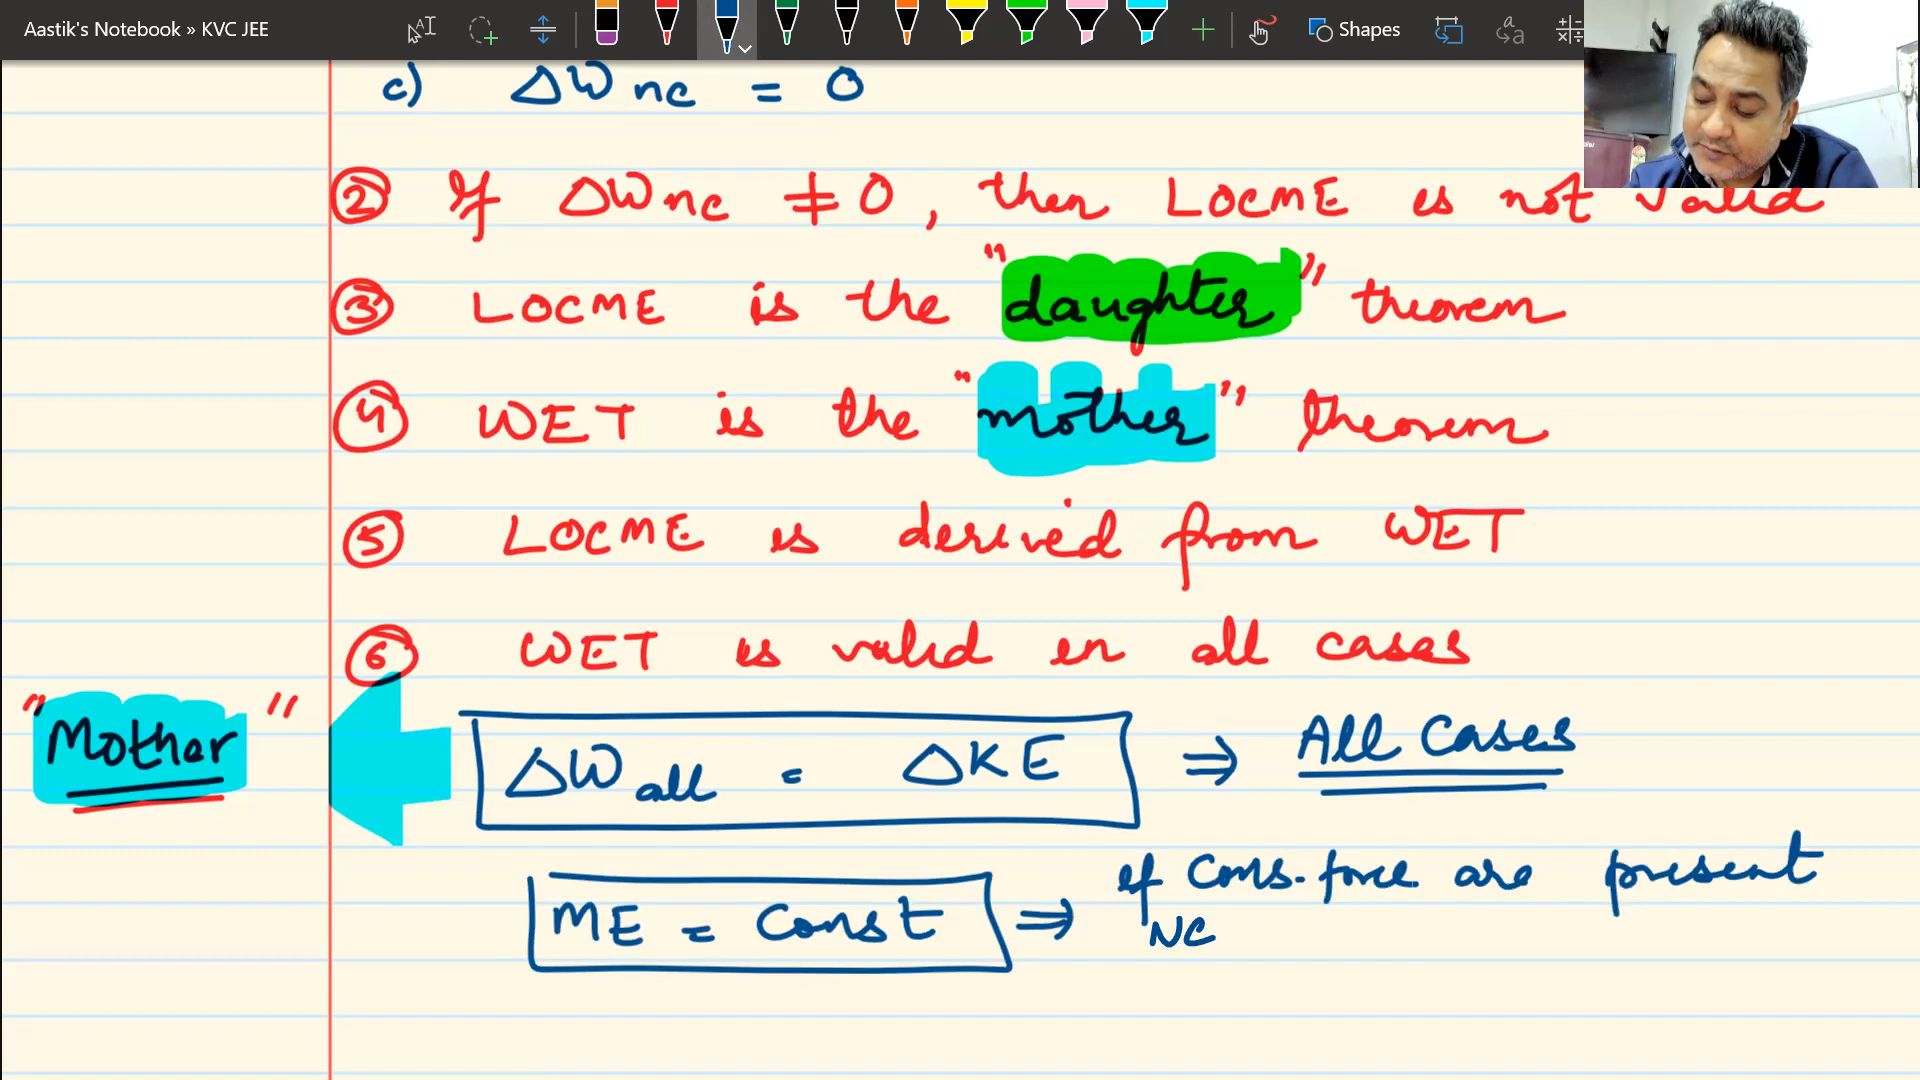 Aastik's Notebook » KVC JEE
Shapes
c) ΔWnc = 0
② If ΔWnc ≠ 0, then LOCME is not valid
③ LOCME is the "daughter" theorem
④ WET is the "mother" theorem
⑤ LOCME is derived from WET
⑥ WET is valid in all cases
"Mother" ΔWall = ΔKE ⇒ All Cases
ME = Const ⇒ if Cons. force are present
NC